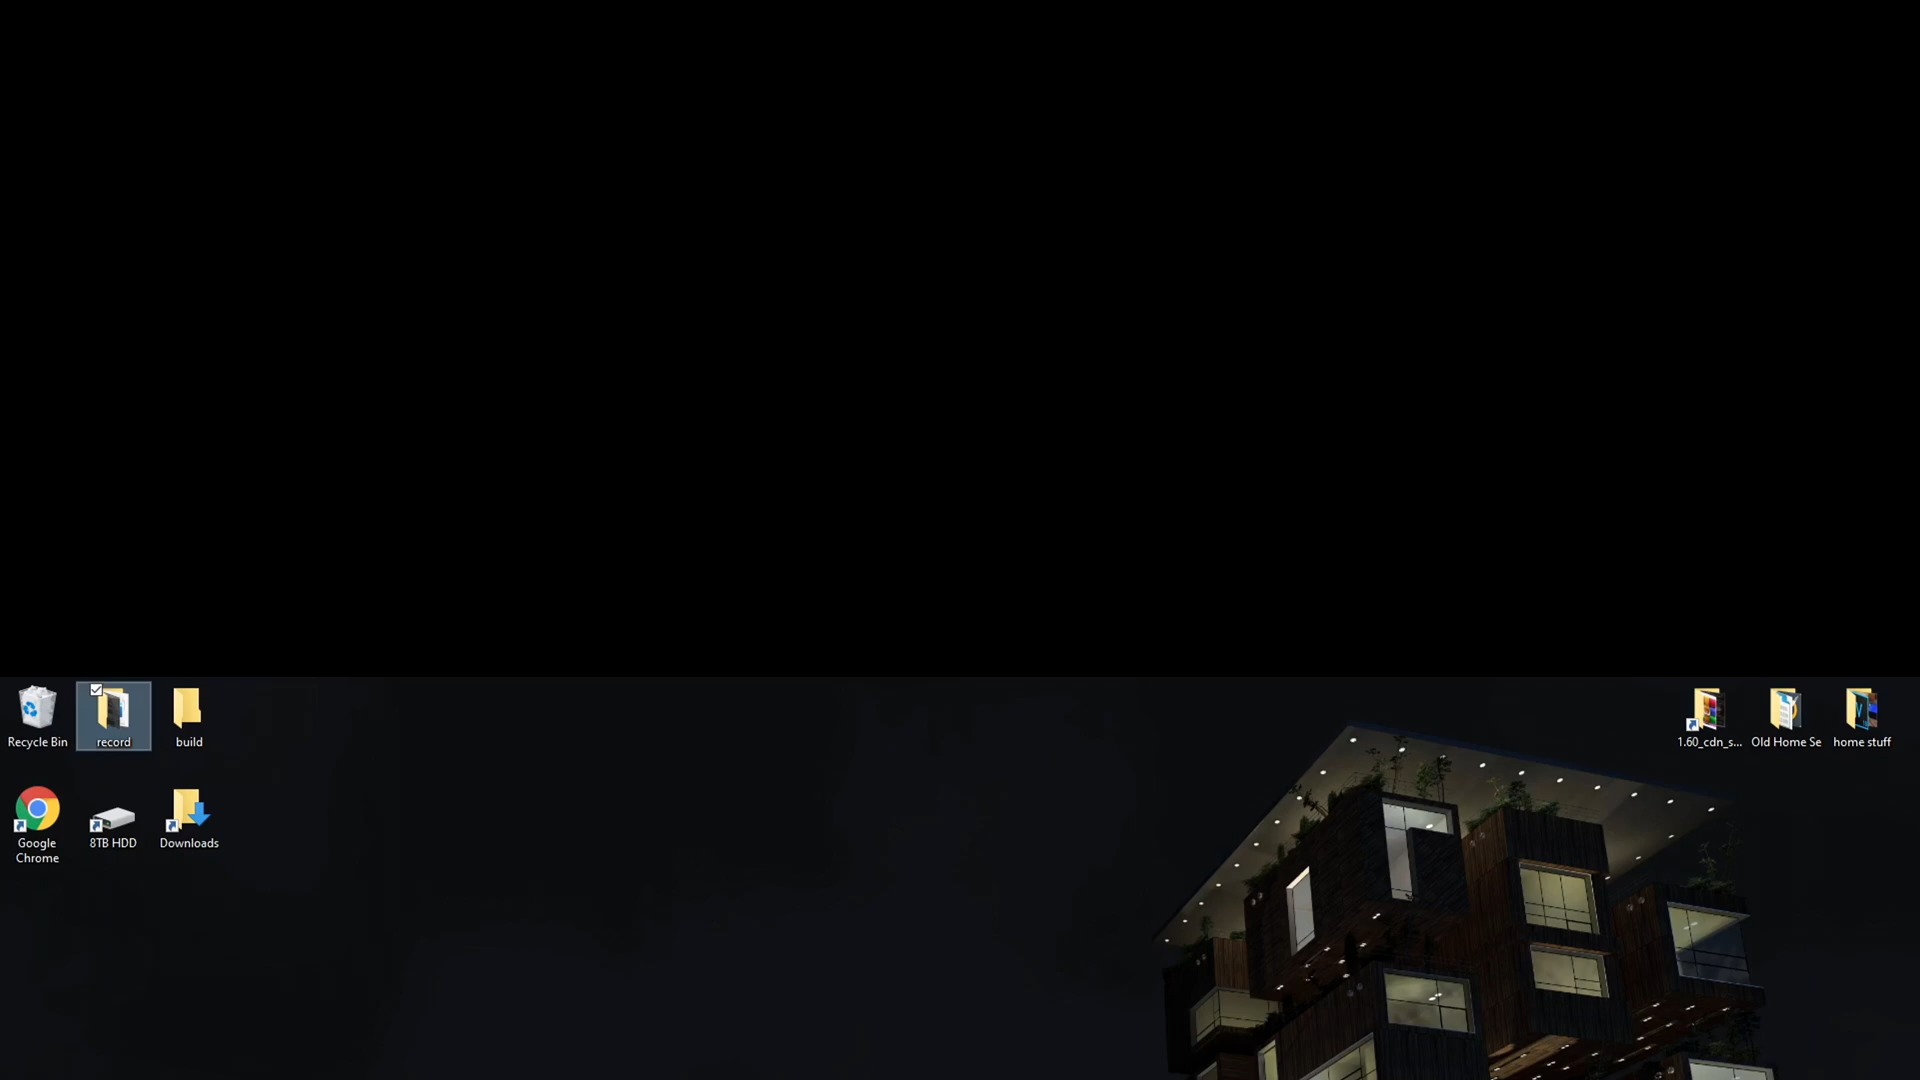 Recycle Bin
record
build
1.60_cdn_s...
Old Home Se
home stuff
Google
Chrome
8TB HDD
Downloads